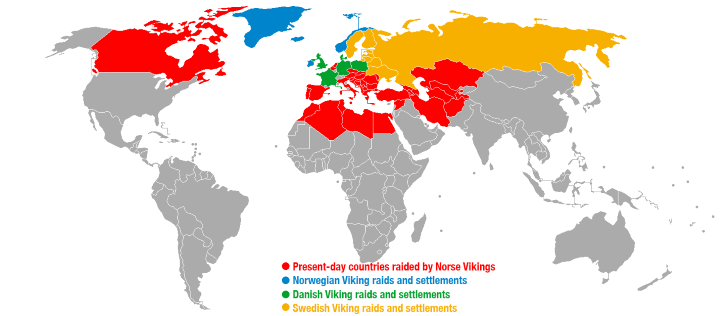 Present-day countries raided by Norse Vikings
Norwegian Viking raids and settlements
Danish Viking raids and settlements
Swedish Viking raids and settlements